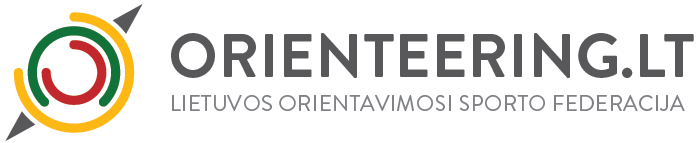 ORIENTEERING.LT
LIETUVOS ORIENTAVIMOSI SPORTO FEDERACIJA